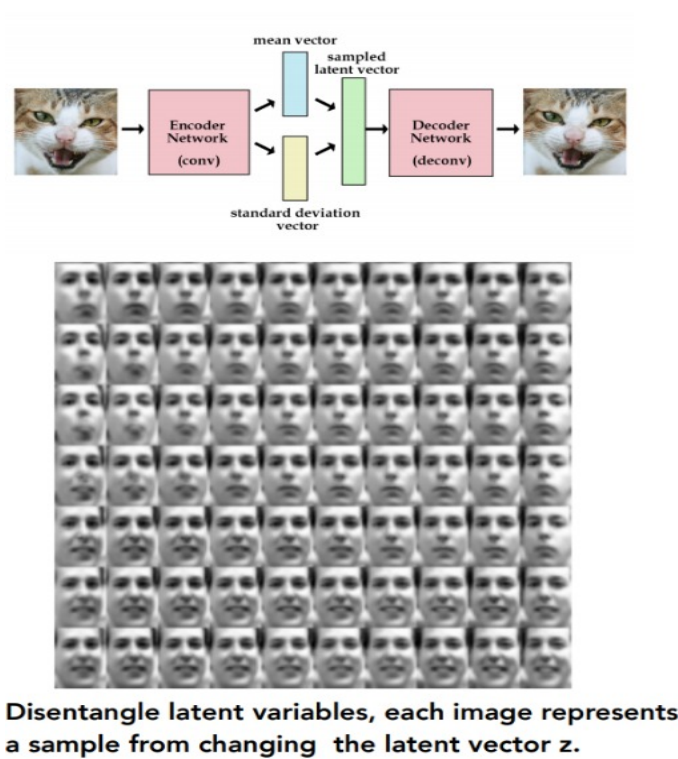 mean vector
sampled
latent vector
Encoder
Network
(conv)
Decoder
Network
(deconv)
standard deviation
vector
Disentangle latent variables, each image represents
a sample from changing the latent vector z.